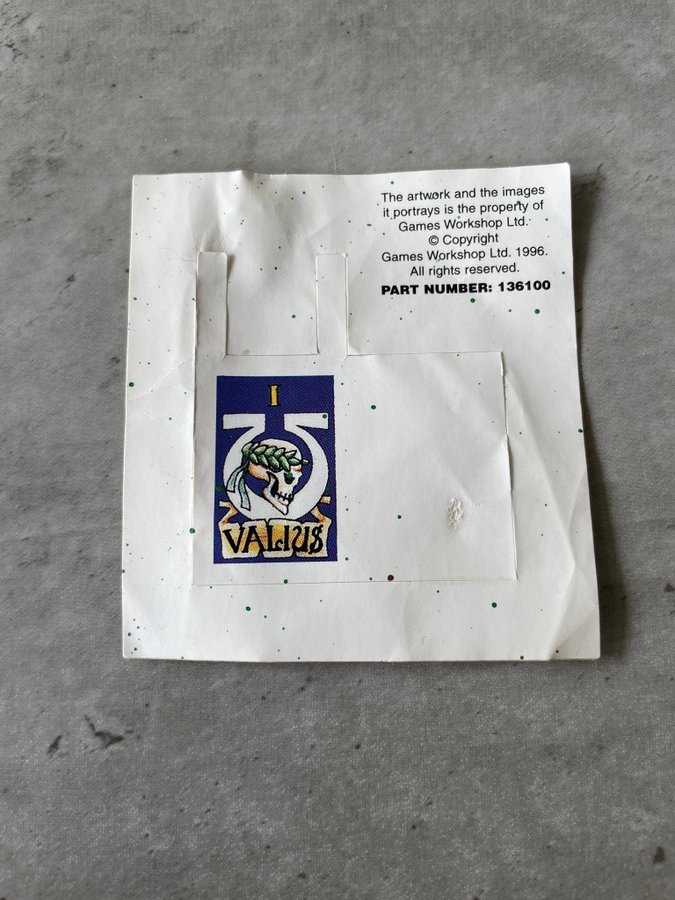 The artwork and the images
it portrays is the property of
Games Workshop Ltd.
© Copyright
Games Workshop Ltd. 1996.
All rights reserved.
PART NUMBER: 136100
I
VALIUS